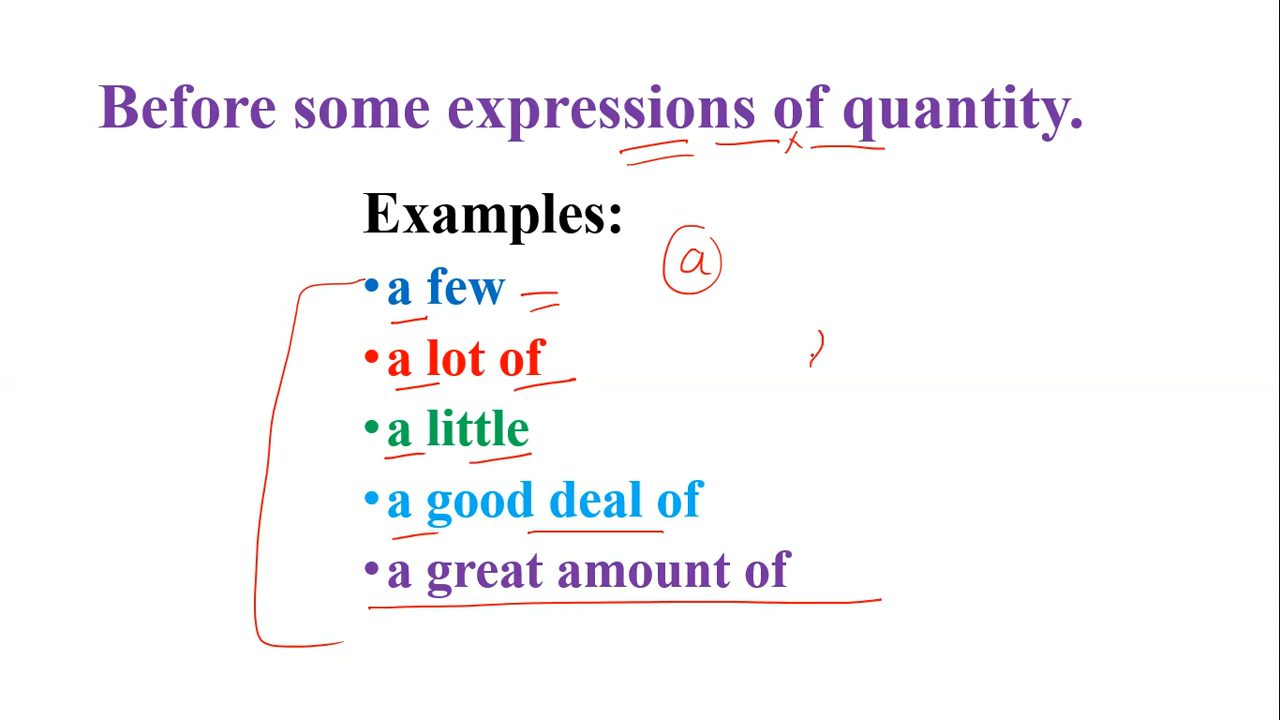 Before some expressions of quantity.
Examples:
a
•a few
•a lot of
•a little
•a good deal of
•a great amount of